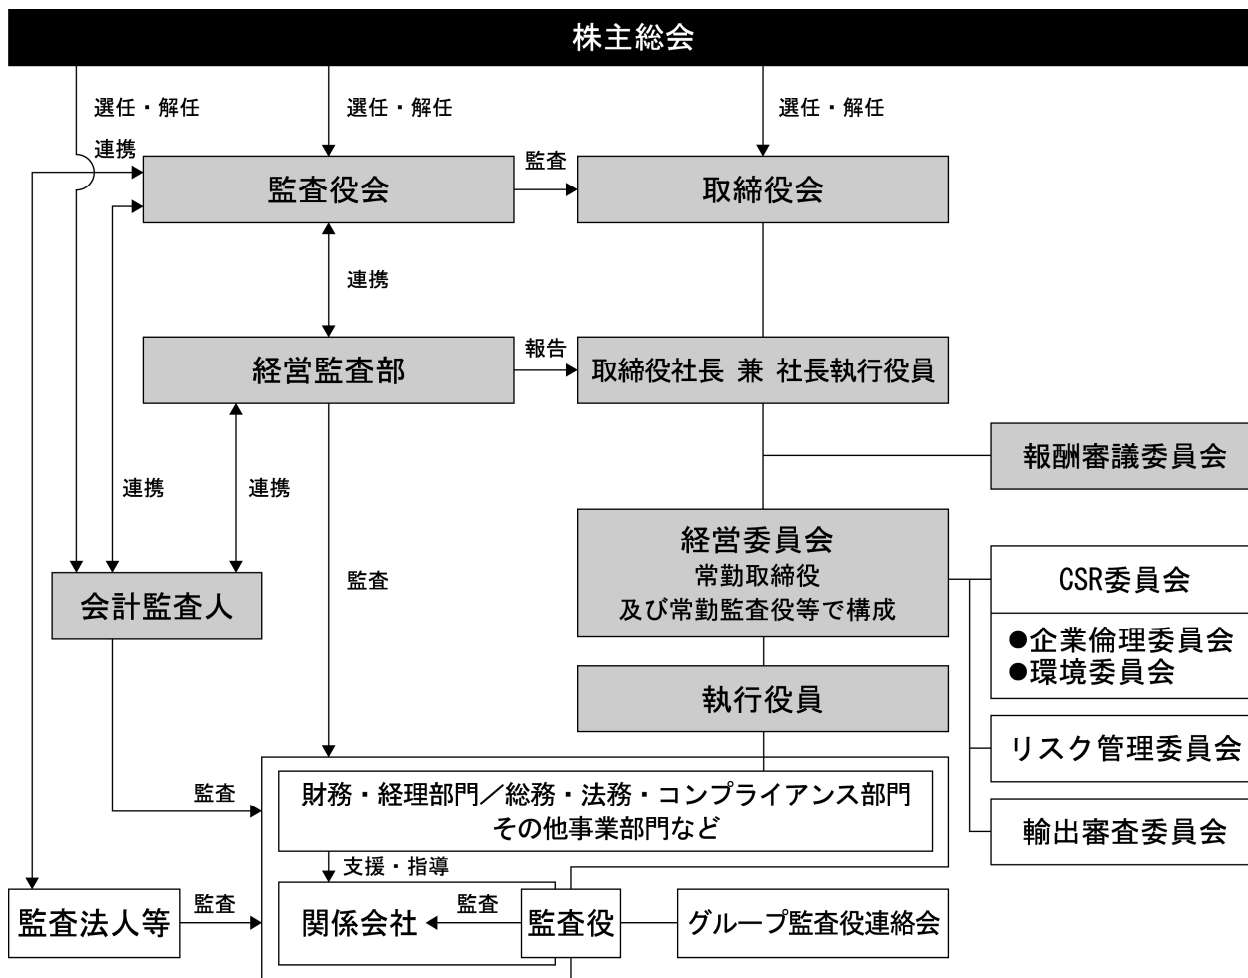 株主総会
選任・解任
選任・解任
選任・解任
連携
監査役会
監査
取締役会
連携
経営監査部
報告
取締役社長 兼 社長執行役員
報酬審議委員会
連携
連携
監査
会計監査人
経営委員会
常勤取締役
及び常勤監査役等で構成
CSR委員会
●企業倫理委員会
●環境委員会
執行役員
リスク管理委員会
輸出審査委員会
監査
財務・経理部門／総務・法務・コンプライアンス部門
その他事業部門など
支援・指導
監査法人等
監査
関係会社
監査
監査役
グループ監査役連絡会